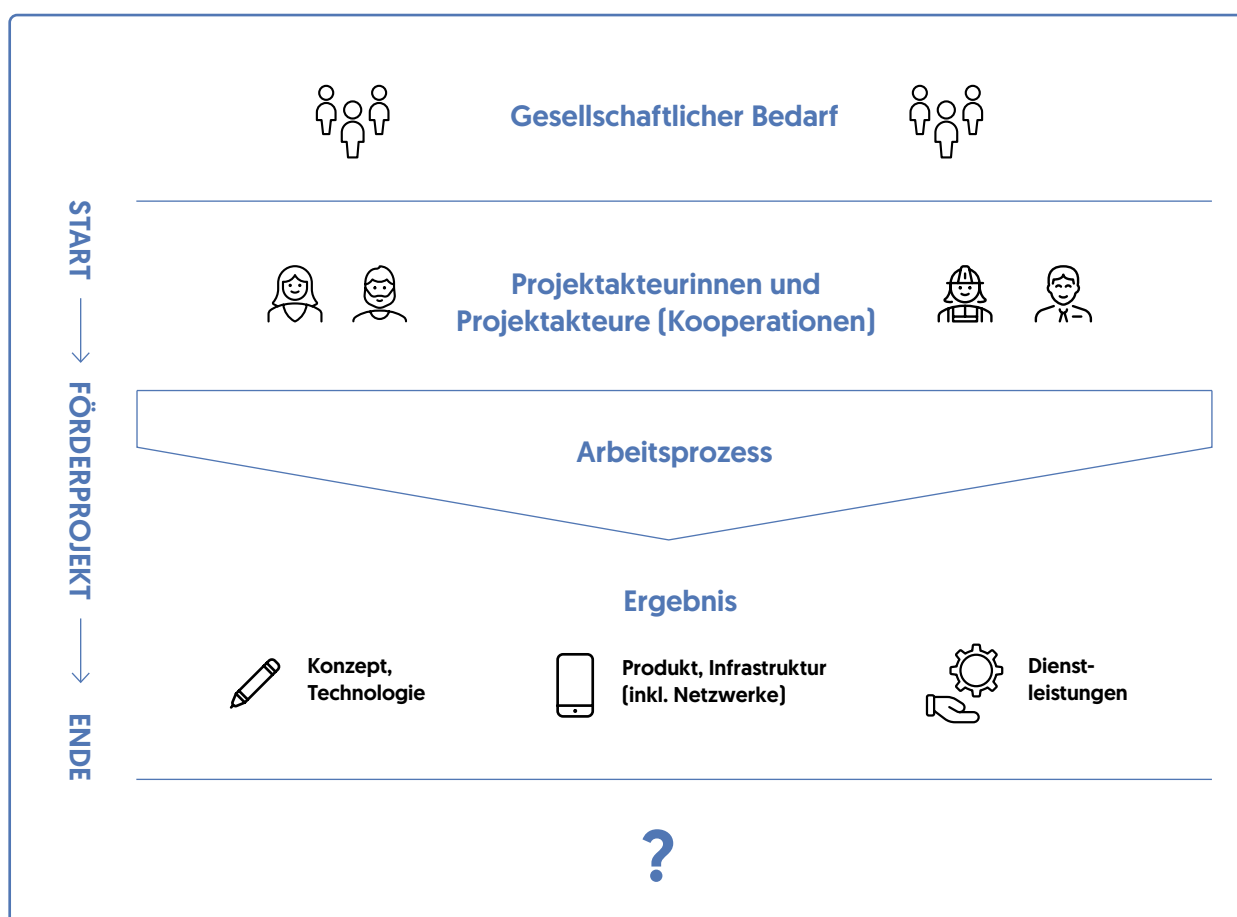 Gesellschaftlicher Bedarf
START
Projektakteurinnen und
Projektakteure (Kooperationen)
FÖRDERPROJEKT
Arbeitsprozess
Ergebnis
Konzept,
Technologie
Produkt, Infrastruktur
(inkl. Netzwerke)
Dienst-
leistungen
ENDE
?